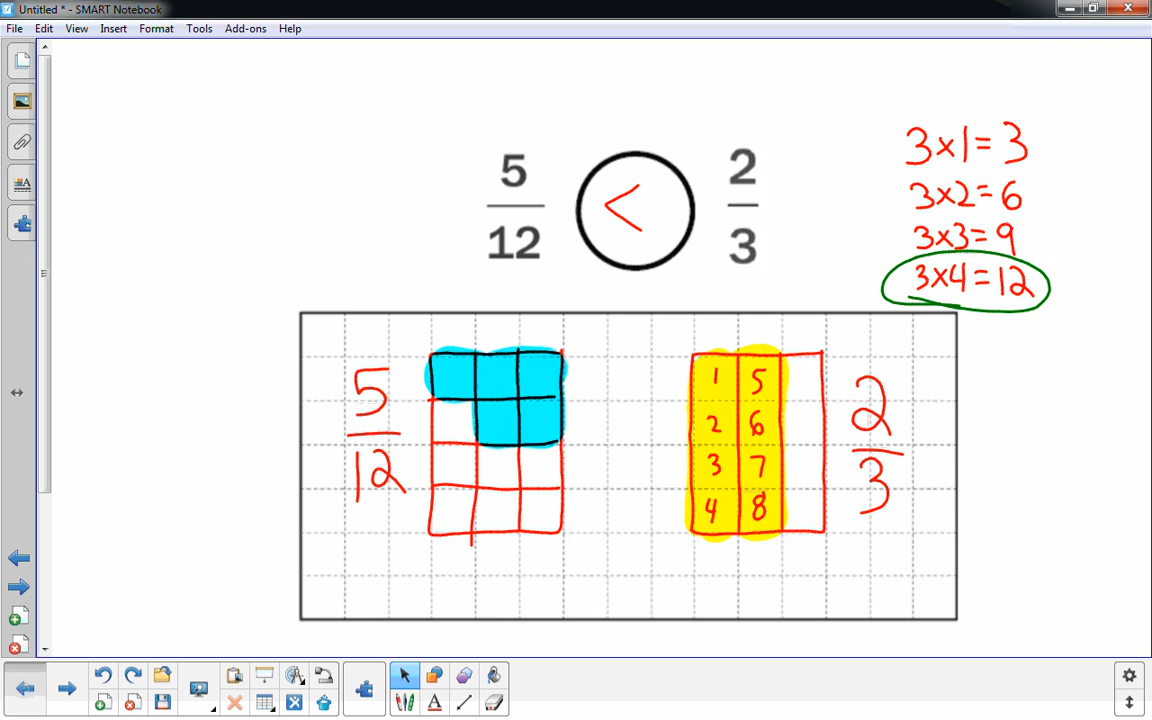 Untitled * - SMART Notebook
File Edit View Insert Format Tools Add-ons Help
5
12
<
2
3
3x1=3
3x2=6
3x3=9
3x4=12
5
12
1 5
2 6
3 7
4 8
2
3